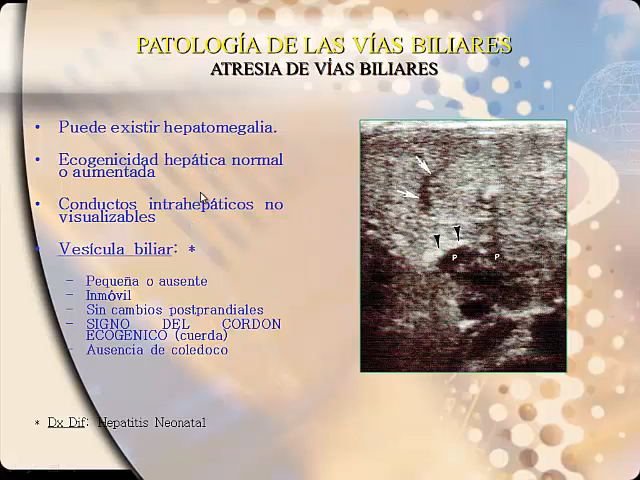 PATOLOGÍA DE LAS VÍAS BILIARES
ATRESIA DE VÍAS BILIARES
• Puede existir hepatomegalia.
• Ecogenicidad hepática normal
o aumentada
• Conductos intrahepáticos no
visualizables
• Vesícula biliar: *
– Pequeña o ausente
– Inmóvil
– Sin cambios postprandiales
– SIGNO DEL CORDON
ECOGENICO (cuerda)
– Ausencia de coledoco
P P
* Dx Dif: Hepatitis Neonatal